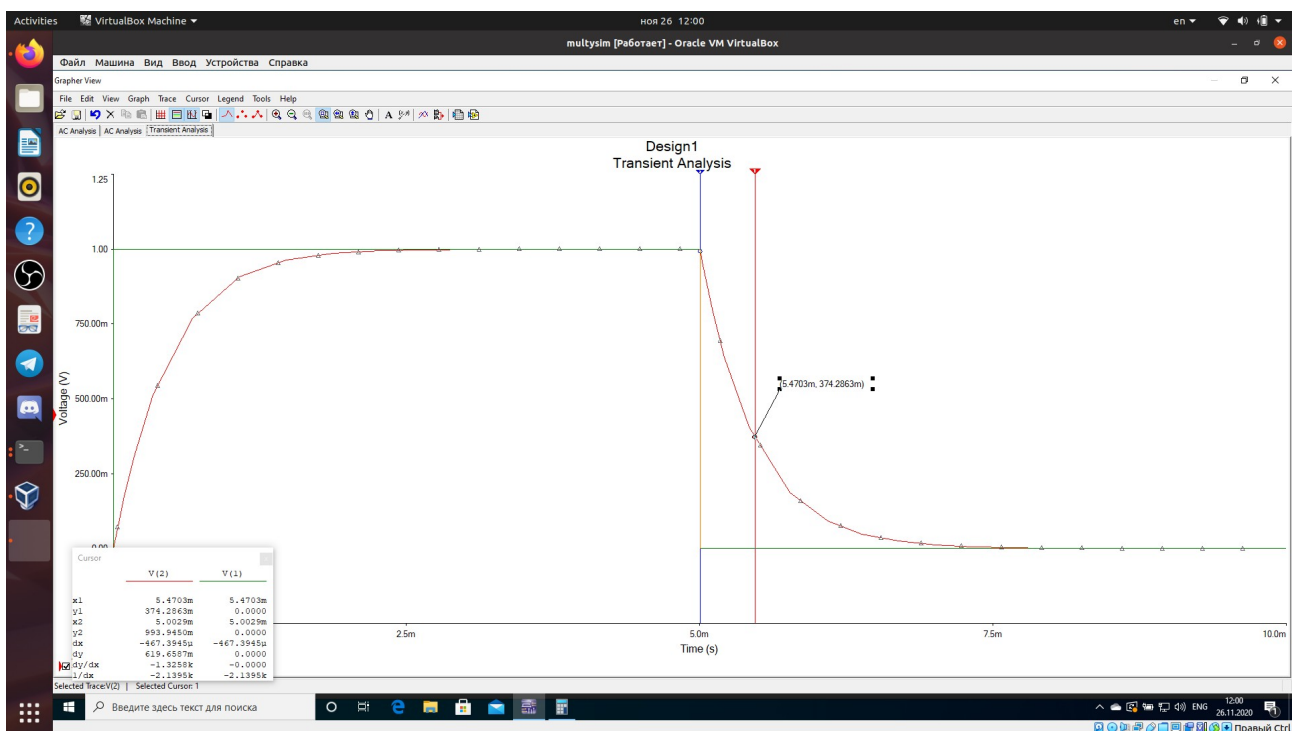 Activities VirtualBox Machine ноя 26 12:00 en
multysim [Работает] - Oracle VM VirtualBox
Файл Машина Вид Ввод Устройства Справка
Grapher View
File Edit View Graph Trace Cursor Legend Tools Help
AC Analysis AC Analysis Transient Analysis
Design1
Transient Analysis
1.25
1.00
750.00m
500.00m
250.00m
0.00
Voltage (V)
(5.4703m, 374.2863m)
2.5m 5.0m 7.5m 10.0m
Time (s)
Cursor
V(2) V(1)
x1 5.4703m 5.4703m
y1 374.2863m 0.0000
x2 5.0029m 5.0029m
y2 993.9450m 0.0000
dx -467.3945µ -467.3945µ
dy 619.6587m 0.0000
dy/dx -1.3258k -0.0000
1/dx -2.1395k -2.1395k
Selected Trace:V(2) | Selected Cursor: 1
Введите здесь текст для поиска
ENG 12:00
26.11.2020
Правый Ctrl